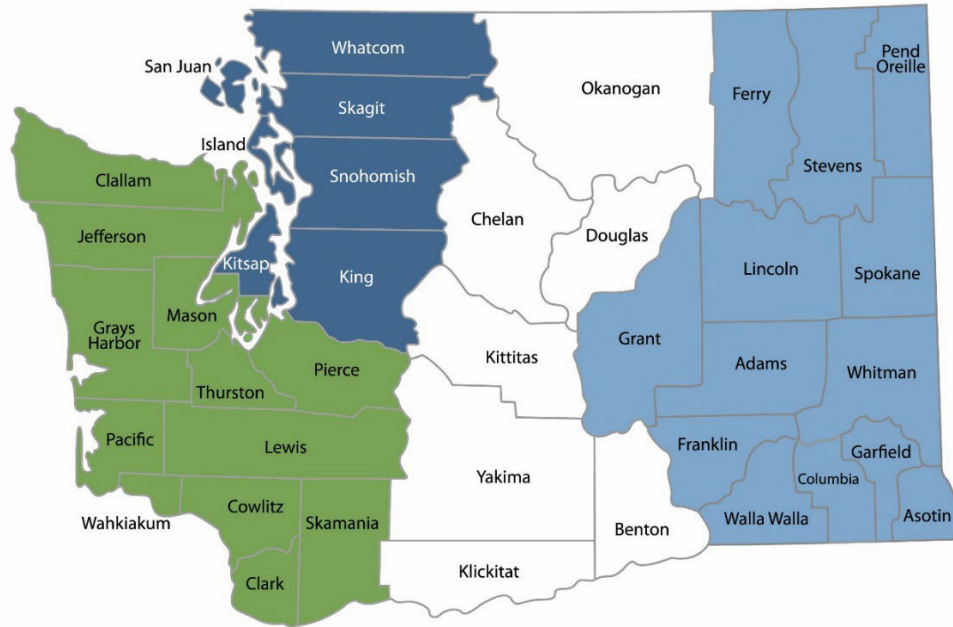 Whatcom
San Juan
Pend
Oreille
Okanogan
Ferry
Skagit
Island
Stevens
Snohomish
Clallam
Chelan
Douglas
Jefferson
Kitsap
King
Lincoln
Spokane
Mason
Grays
Harbor
Grant
Kittitas
Pierce
Adams
Whitman
Thurston
Pacific
Lewis
Franklin
Garfield
Yakima
Columbia
Cowlitz
Wahkiakum
Skamania
Benton
Walla Walla
Asotin
Klickitat
Clark